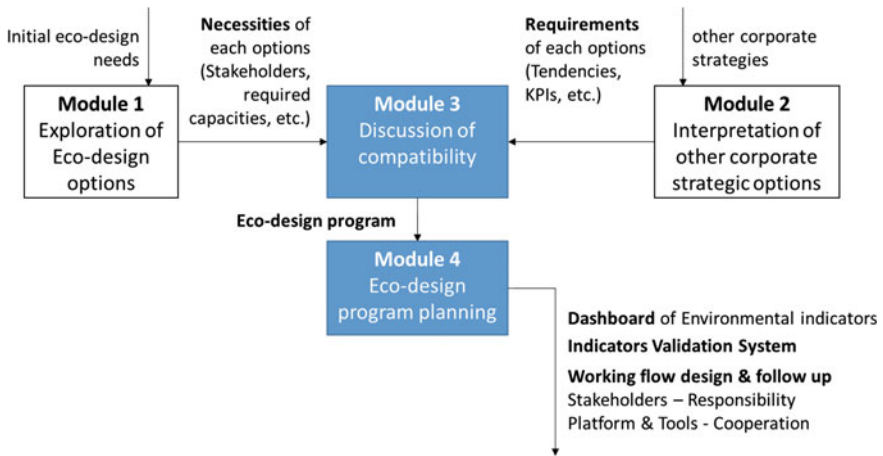 Initial eco-design
needs
Necessities of
each options
(Stakeholders,
required
capacities, etc.)
Requirements
of each options
(Tendencies,
KPIs, etc.)
other corporate
strategies
Module 1
Exploration of
Eco-design
options
Module 3
Discussion of
compatibility
Module 2
Interpretation of
other corporate
strategic options
Eco-design program
Module 4
Eco-design
program planning
Dashboard of Environmental indicators
Indicators Validation System
Working flow design & follow up
Stakeholders – Responsibility
Platform & Tools - Cooperation